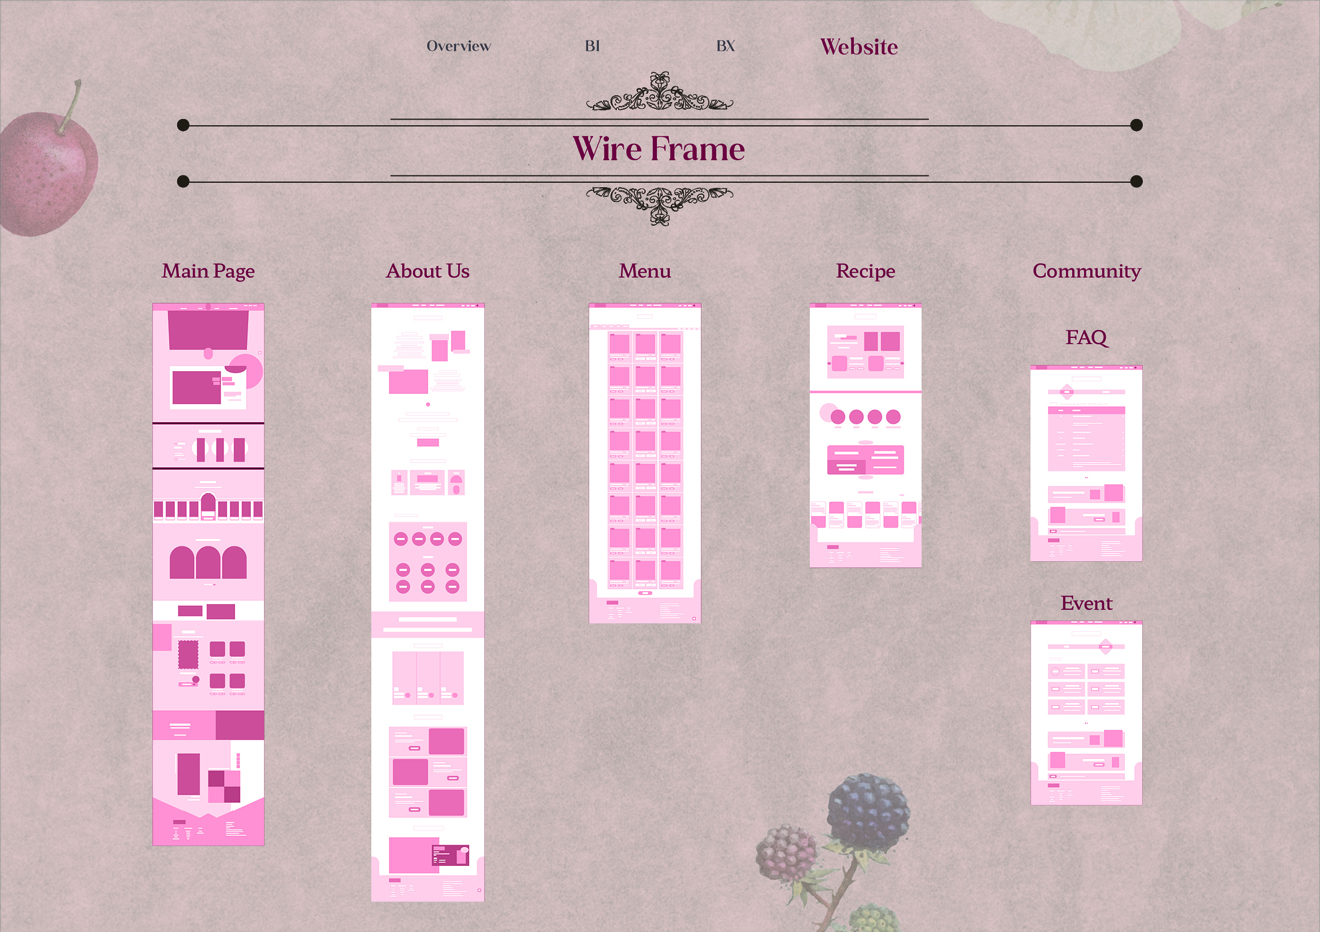 Overview
BI
BX
Website
Wire Frame
Main Page
About Us
Menu
Recipe
Community
FAQ
Event